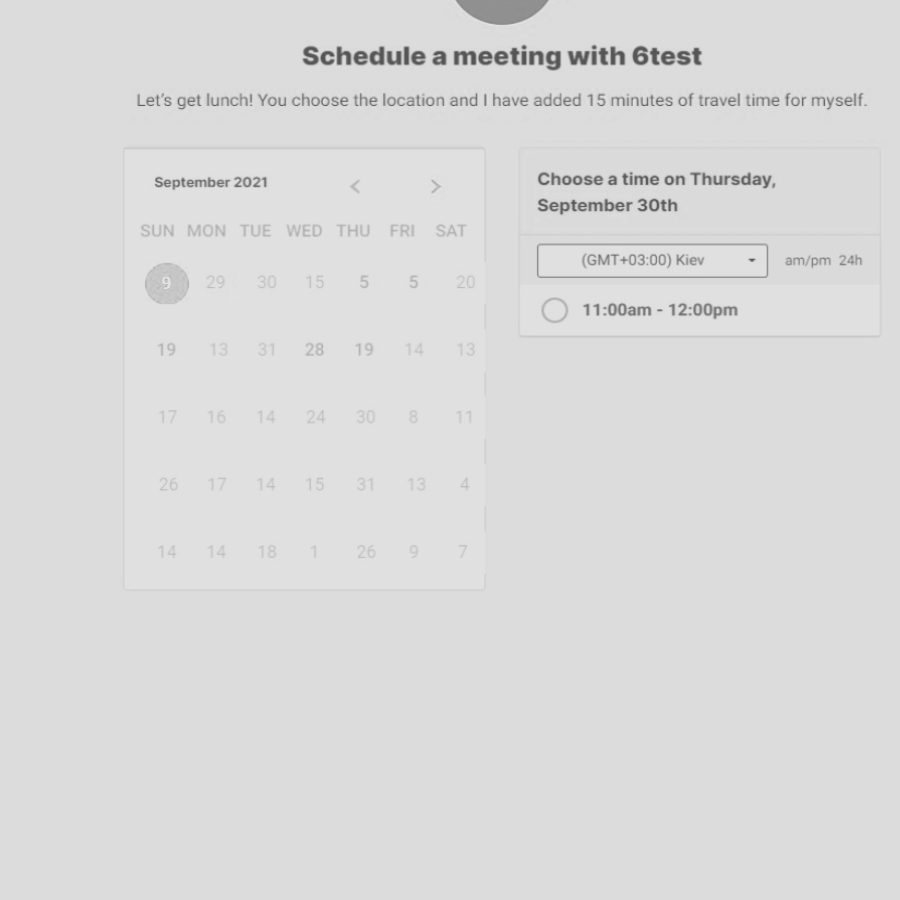 Schedule a meeting with 6test
Let's get lunch! You choose the location and I have added 15 minutes of travel time for myself.
September 2021
SUN MON TUE WED THU FRI SAT
9 29 30 15 5 5 20
19 13 31 28 19 14 13
17 16 14 24 30 8 11
26 17 14 15 31 13 4
14 14 18 1 26 9 7
Choose a time on Thursday,
September 30th
(GMT+03:00) Kiev am/pm 24h
11:00am - 12:00pm